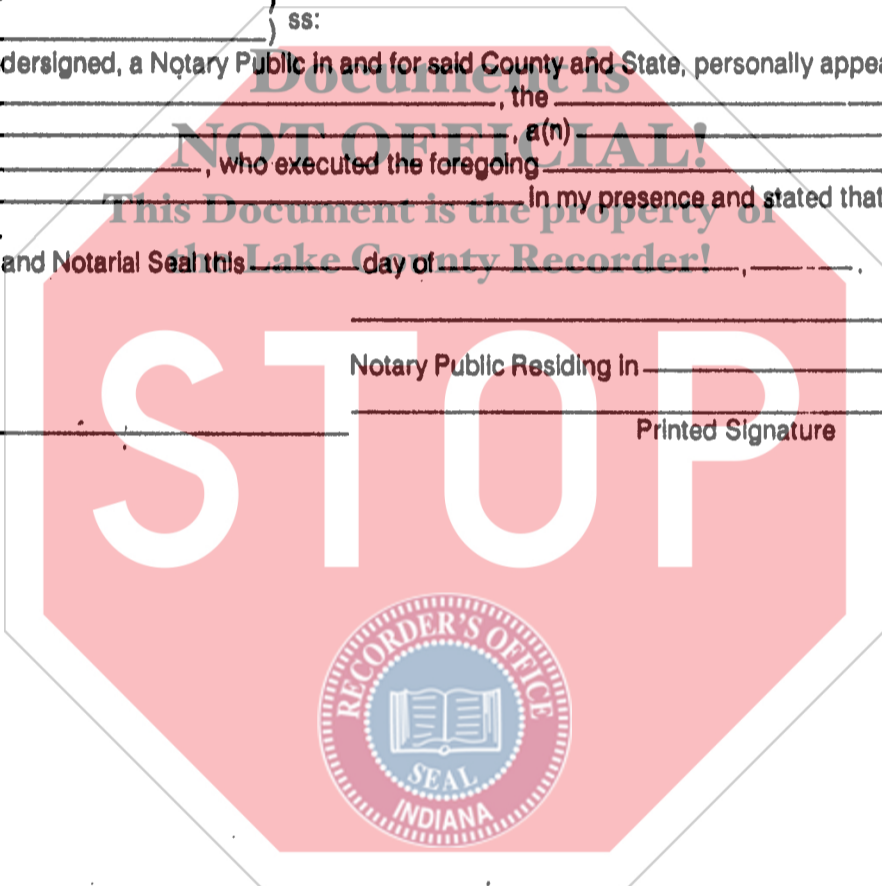 ss:
dersigned, a Notary Public in and for said County and State, personally appea
Document is
, the
NOT OFFICIAL!
, a(n)
, who executed the foregoing
in my presence and stated that
This Document is the property of
and Notarial Seal this day of , .
the Lake County Recorder!
Notary Public Residing in
Printed Signature
STOP
RECORDER'S OFFICE
SEAL
INDIANA